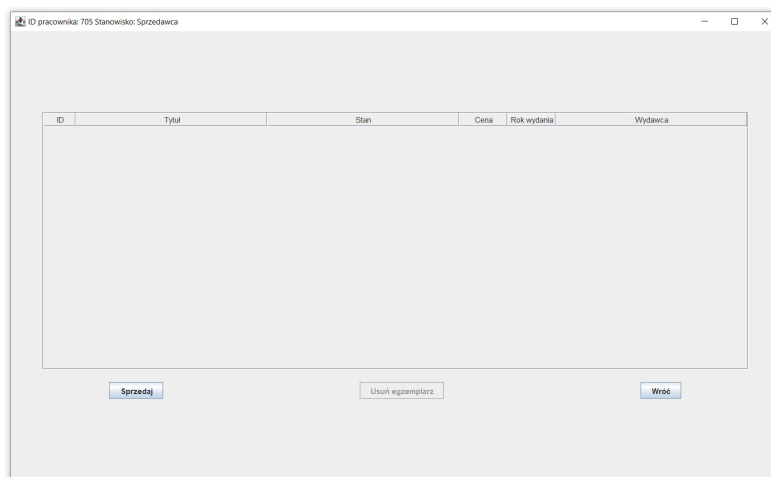 ID pracownika: 705 Stanowisko: Sprzedawca
ID Tytuł Stan Cena Rok wydania Wydawca
Sprzedaj Usuń egzemplarz Wróć